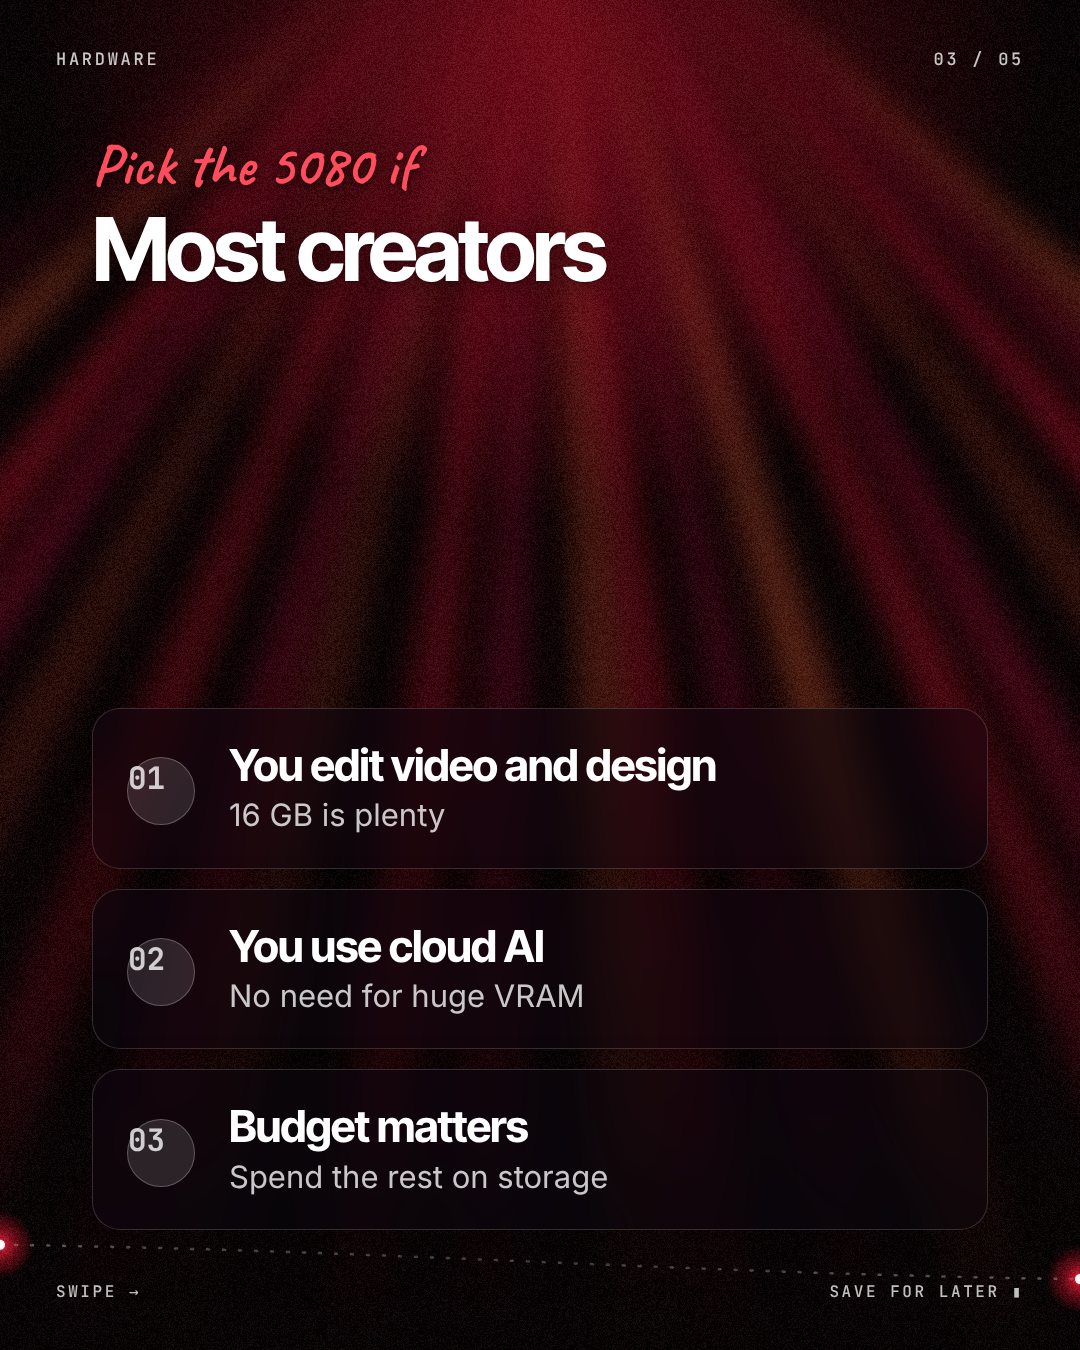 HARDWARE
03 / 05
Pick the 5080 if
Most creators
01
You edit video and design
16 GB is plenty
02
You use cloud AI
No need for huge VRAM
03
Budget matters
Spend the rest on storage
SWIPE →
SAVE FOR LATER ▮